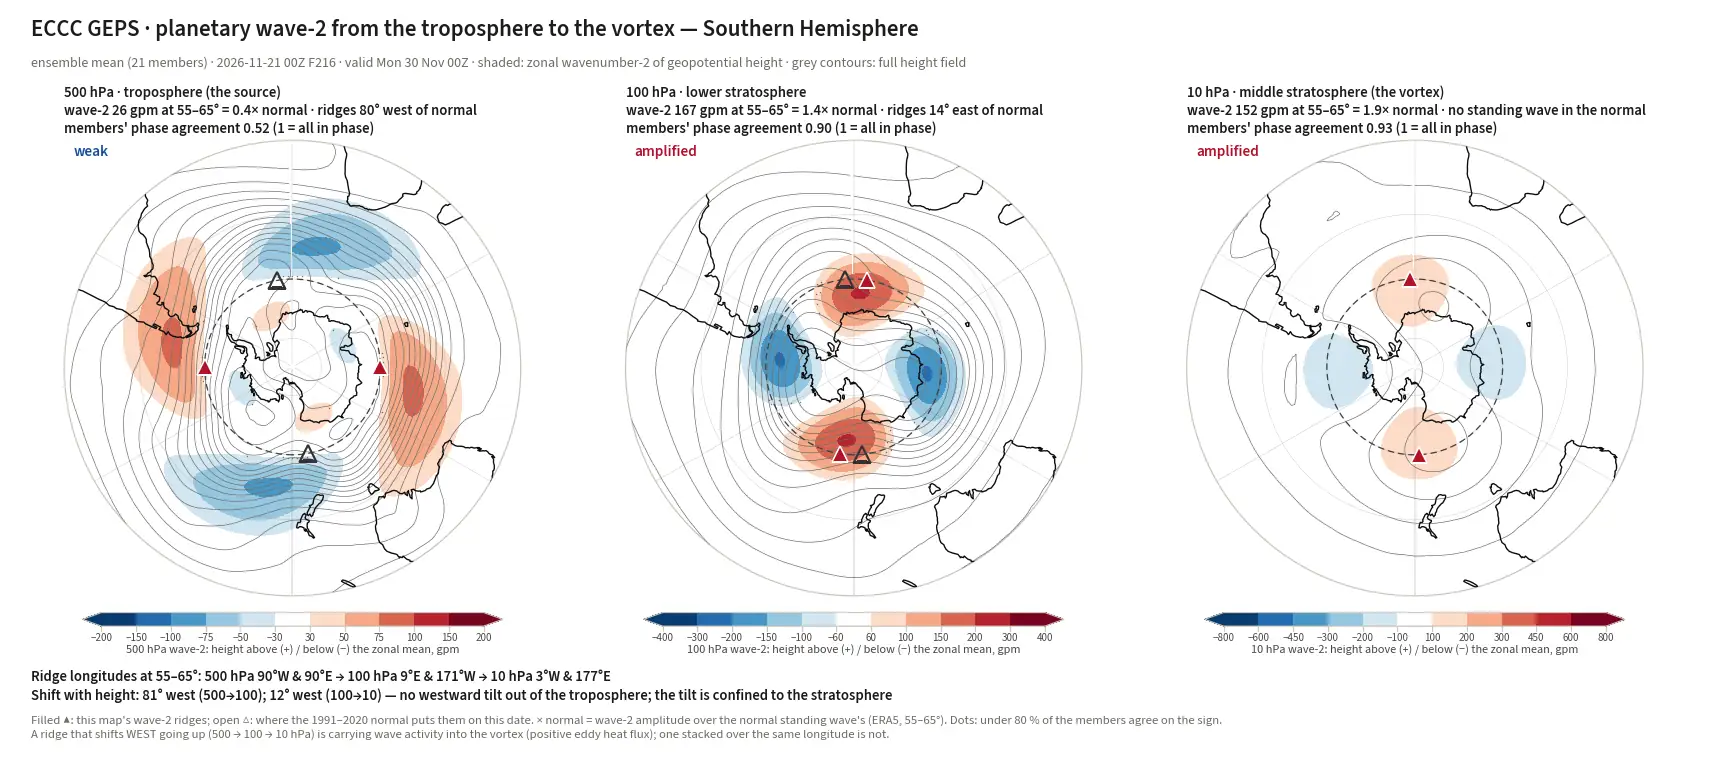 ECCC GEPS · planetary wave-2 from the troposphere to the vortex — Southern Hemisphere
ensemble mean (21 members) · 2026-11-21 00Z F216 · valid Mon 30 Nov 00Z · shaded: zonal wavenumber-2 of geopotential height · grey contours: full height field
500 hPa · troposphere (the source)
wave-2 26 gpm at 55–65° = 0.4× normal · ridges 80° west of normal
members' phase agreement 0.52 (1 = all in phase)
weak
100 hPa · lower stratosphere
wave-2 167 gpm at 55–65° = 1.4× normal · ridges 14° east of normal
members' phase agreement 0.90 (1 = all in phase)
amplified
10 hPa · middle stratosphere (the vortex)
wave-2 152 gpm at 55–65° = 1.9× normal · no standing wave in the normal
members' phase agreement 0.93 (1 = all in phase)
amplified
−200 −150 −100 −75 −50 −30 30 50 75 100 150 200
500 hPa wave-2: height above (+) / below (−) the zonal mean, gpm
−400 −300 −200 −150 −100 −60 60 100 150 200 300 400
100 hPa wave-2: height above (+) / below (−) the zonal mean, gpm
−800 −600 −450 −300 −200 −100 100 200 300 450 600 800
10 hPa wave-2: height above (+) / below (−) the zonal mean, gpm
Ridge longitudes at 55–65°: 500 hPa 90°W & 90°E → 100 hPa 9°E & 171°W → 10 hPa 3°W & 177°E
Shift with height: 81° west (500→100); 12° west (100→10) — no westward tilt out of the troposphere; the tilt is confined to the stratosphere
Filled ▲: this map's wave-2 ridges; open △: where the 1991–2020 normal puts them on this date. × normal = wave-2 amplitude over the normal standing wave's (ERA5, 55–65°). Dots: under 80 % of the members agree on the sign.
A ridge that shifts WEST going up (500 → 100 → 10 hPa) is carrying wave activity into the vortex (positive eddy heat flux); one stacked over the same longitude is not.